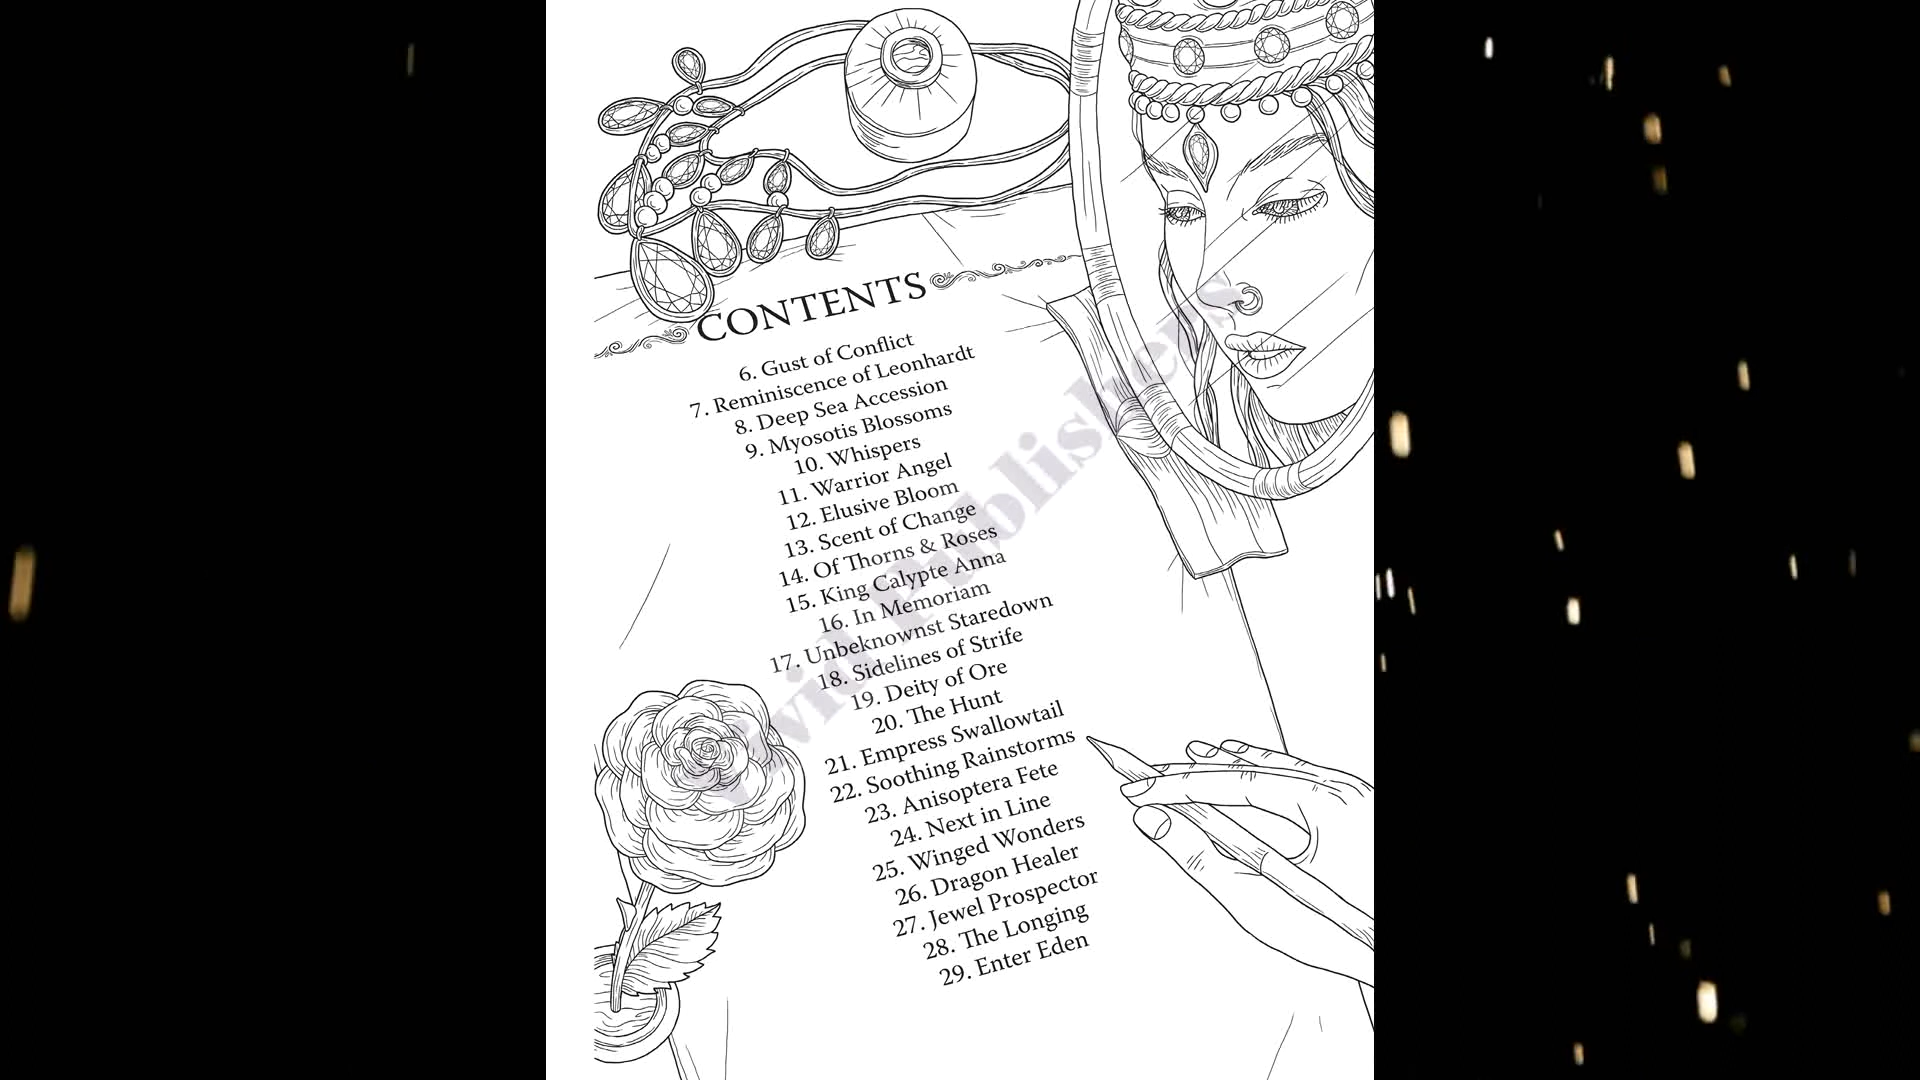 CONTENTS
6. Gust of Conflict
7. Reminiscence of Leonhardt
8. Deep Sea Accession
9. Myosotis Blossoms
10. Whispers
11. Warrior Angel
12. Elusive Bloom
13. Scent of Change
14. Of Thorns & Roses
15. King Calypte Anna
16. In Memoriam
17. Unbeknownst Staredown
18. Sidelines of Strife
19. Deity of Ore
20. The Hunt
21. Empress Swallowtail
22. Soothing Rainstorms
23. Anisoptera Fete
24. Next in Line
25. Winged Wonders
26. Dragon Healer
27. Jewel Prospector
28. The Longing
29. Enter Eden
Vivid Publishers